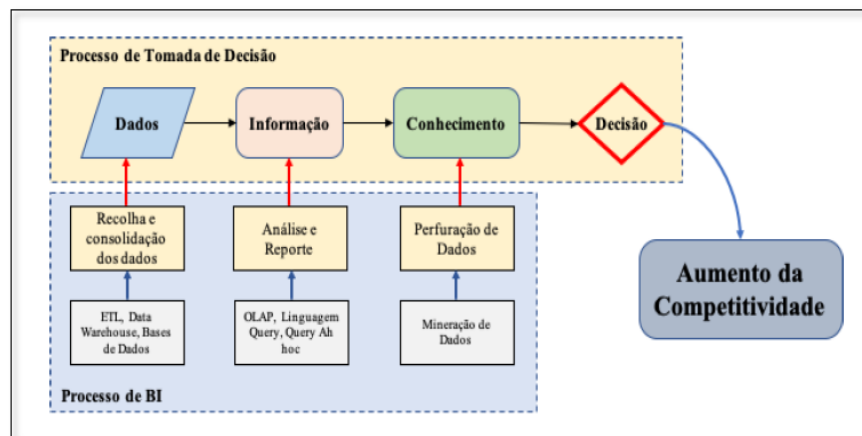 Processo de Tomada de Decisão
Dados
Informação
Conhecimento
Decisão
Recolha e
consolidação
dos dados
Análise e
Reporte
Perfuração de
Dados
Aumento da
Competitividade
ETL, Data
Warehouse, Bases
de Dados
OLAP, Linguagem
Query, Query Ah
hoc
Mineração de
Dados
Processo de BI